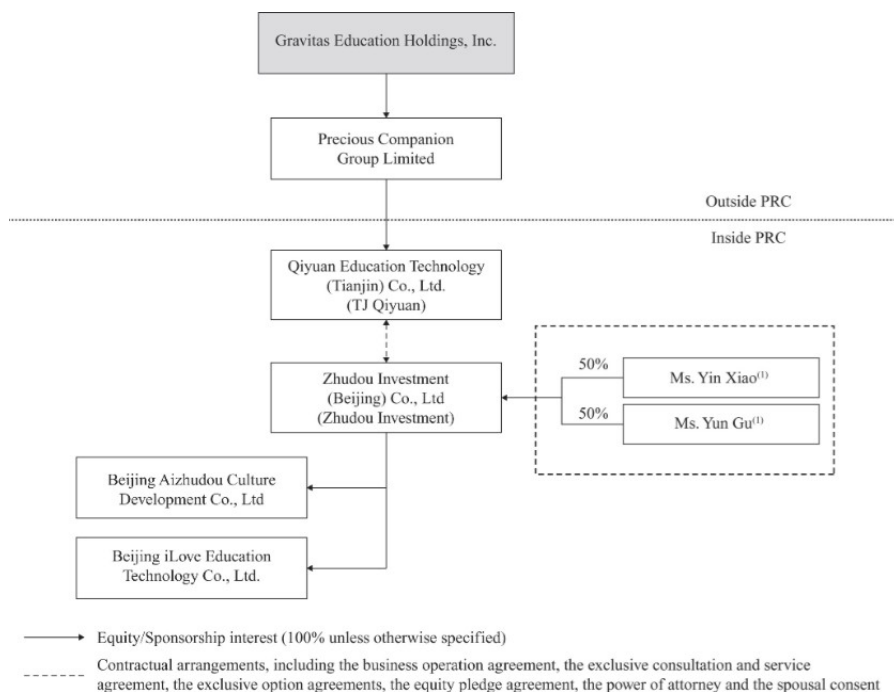 Gravitas Education Holdings, Inc.
Precious Companion
Group Limited
Outside PRC
Inside PRC
Qiyuan Education Technology
(Tianjin) Co., Ltd.
(TJ Qiyuan)
Zhudou Investment
(Beijing) Co., Ltd
(Zhudou Investment)
50%
Ms. Yin Xiao(1)
50%
Ms. Yun Gu(1)
Beijing Aizhudou Culture
Development Co., Ltd
Beijing iLove Education
Technology Co., Ltd.
Equity/Sponsorship interest (100% unless otherwise specified)
Contractual arrangements, including the business operation agreement, the exclusive consultation and service
agreement, the exclusive option agreements, the equity pledge agreement, the power of attorney and the spousal consent